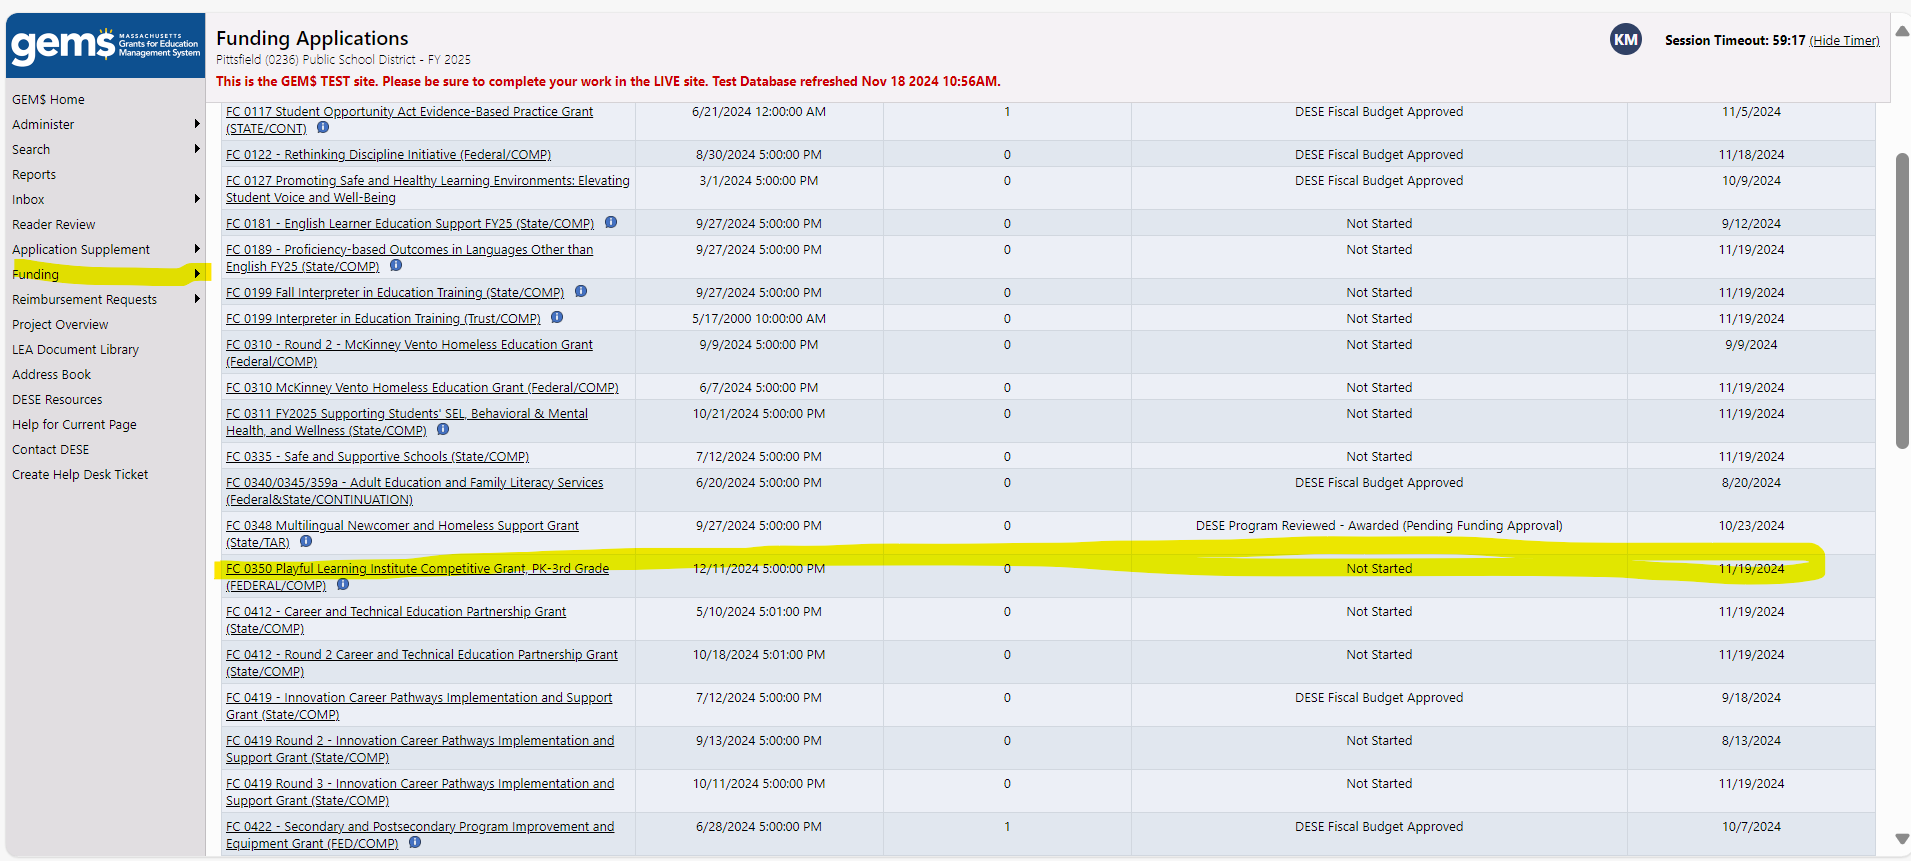 gem$ MASSACHUSETTS
Grants for Education
Management System
Funding Applications
Pittsfield (0236) Public School District - FY 2025
This is the GEM$ TEST site. Please be sure to complete your work in the LIVE site. Test Database refreshed Nov 18 2024 10:56AM.
KM
Session Timeout: 59:17 (Hide Timer)
GEM$ Home
Administer
Search
Reports
Inbox
Reader Review
Application Supplement
Funding
Reimbursement Requests
Project Overview
LEA Document Library
Address Book
DESE Resources
Help for Current Page
Contact DESE
Create Help Desk Ticket
FC 0117 Student Opportunity Act Evidence-Based Practice Grant 6/21/2024 12:00:00 AM 1 DESE Fiscal Budget Approved 11/5/2024
(STATE/CONT)
FC 0122 - Rethinking Discipline Initiative (Federal/COMP) 8/30/2024 5:00:00 PM 0 DESE Fiscal Budget Approved 11/18/2024
FC 0127 Promoting Safe and Healthy Learning Environments: Elevating 3/1/2024 5:00:00 PM 0 DESE Fiscal Budget Approved 10/9/2024
Student Voice and Well-Being
FC 0181 - English Learner Education Support FY25 (State/COMP) 9/27/2024 5:00:00 PM 0 Not Started 9/12/2024
FC 0189 - Proficiency-based Outcomes in Languages Other than 9/27/2024 5:00:00 PM 0 Not Started 11/19/2024
English FY25 (State/COMP)
FC 0199 Fall Interpreter in Education Training (State/COMP) 9/27/2024 5:00:00 PM 0 Not Started 11/19/2024
FC 0199 Interpreter in Education Training (Trust/COMP) 5/17/2000 10:00:00 AM 0 Not Started 11/19/2024
FC 0310 - Round 2 - McKinney Vento Homeless Education Grant 9/9/2024 5:00:00 PM 0 Not Started 9/9/2024
(Federal/COMP)
FC 0310 McKinney Vento Homeless Education Grant (Federal/COMP) 6/7/2024 5:00:00 PM 0 Not Started 11/19/2024
FC 0311 FY2025 Supporting Students' SEL, Behavioral & Mental 10/21/2024 5:00:00 PM 0 Not Started 11/19/2024
Health, and Wellness (State/COMP)
FC 0335 - Safe and Supportive Schools (State/COMP) 7/12/2024 5:00:00 PM 0 Not Started 11/19/2024
FC 0340/0345/359a - Adult Education and Family Literacy Services 6/20/2024 5:00:00 PM 0 DESE Fiscal Budget Approved 8/20/2024
(Federal&State/CONTINUATION)
FC 0348 Multilingual Newcomer and Homeless Support Grant 9/27/2024 5:00:00 PM 0 DESE Program Reviewed - Awarded (Pending Funding Approval) 10/23/2024
(State/TAR)
FC 0350 Playful Learning Institute Competitive Grant, PK-3rd Grade 12/11/2024 5:00:00 PM 0 Not Started 11/19/2024
(FEDERAL/COMP)
FC 0412 - Career and Technical Education Partnership Grant 5/10/2024 5:01:00 PM 0 Not Started 11/19/2024
(State/COMP)
FC 0412 - Round 2 Career and Technical Education Partnership Grant 10/18/2024 5:01:00 PM 0 Not Started 11/19/2024
(State/COMP)
FC 0419 - Innovation Career Pathways Implementation and Support 7/12/2024 5:00:00 PM 0 DESE Fiscal Budget Approved 9/18/2024
Grant (State/COMP)
FC 0419 Round 2 - Innovation Career Pathways Implementation and 9/13/2024 5:00:00 PM 0 Not Started 8/13/2024
Support Grant (State/COMP)
FC 0419 Round 3 - Innovation Career Pathways Implementation and 10/11/2024 5:00:00 PM 0 Not Started 11/19/2024
Support Grant (State/COMP)
FC 0422 - Secondary and Postsecondary Program Improvement and 6/28/2024 5:00:00 PM 1 DESE Fiscal Budget Approved 10/7/2024
Equipment Grant (FED/COMP)